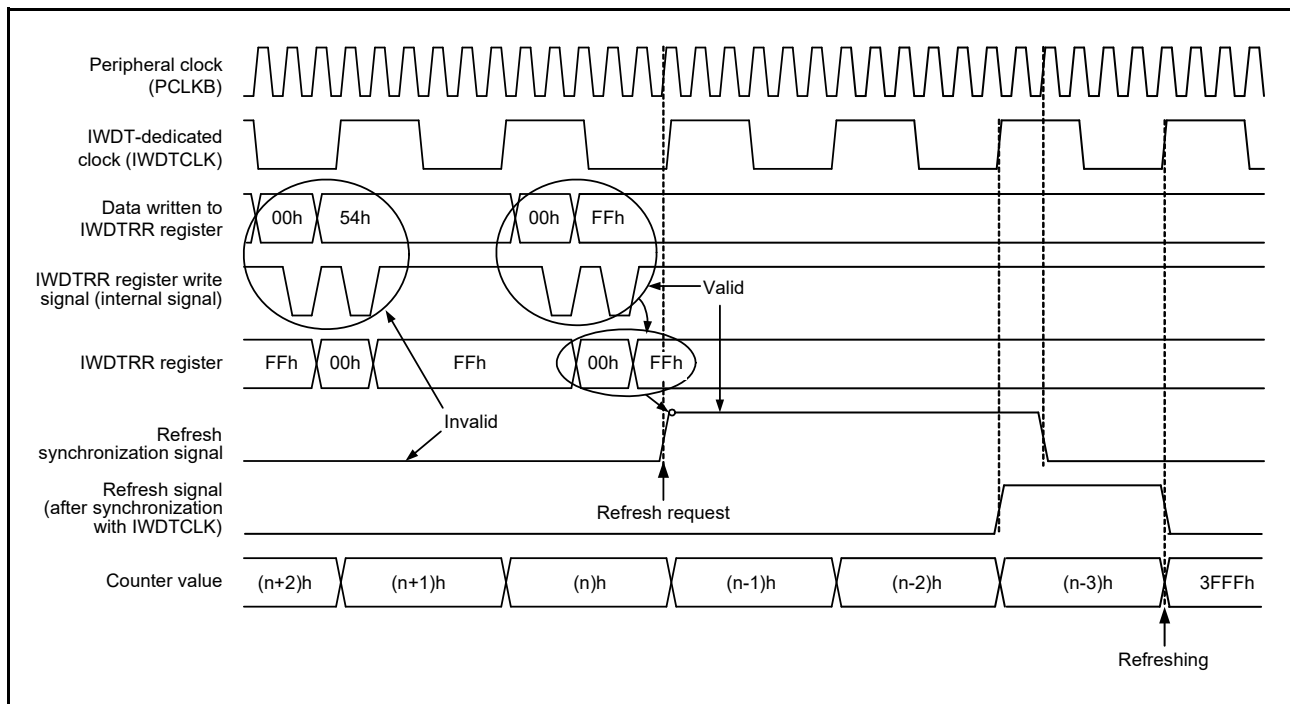 Peripheral clock
(PCLKB)
IWDT-dedicated
clock (IWDTCLK)
Data written to
IWDTRR register
00h 54h 00h FFh
IWDTRR register write
signal (internal signal)
Valid
IWDTRR register
FFh 00h FFh 00h FFh
Invalid
Refresh
synchronization signal
Refresh signal
(after synchronization
with IWDTCLK)
Refresh request
Counter value
(n+2)h (n+1)h (n)h (n-1)h (n-2)h (n-3)h 3FFFh
Refreshing